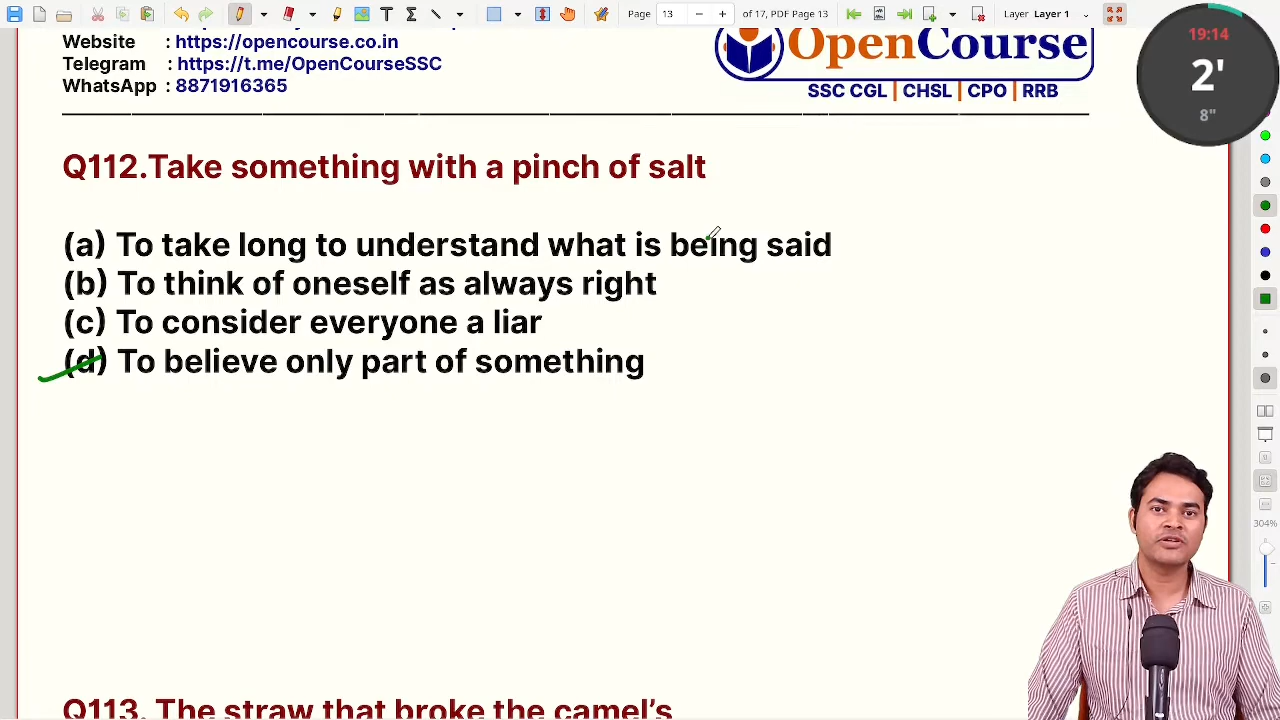 Page 13 of 17, PDF Page 13 Layer Layer 1
19:14
2'
8"
Website : https://opencourse.co.in
Telegram : https://t.me/OpenCourseSSC
WhatsApp : 8871916365
OpenCourse
SSC CGL | CHSL | CPO | RRB
Q112.Take something with a pinch of salt
(a) To take long to understand what is being said
(b) To think of oneself as always right
(c) To consider everyone a liar
(d) To believe only part of something
304%
Q113. The straw that broke the camel's